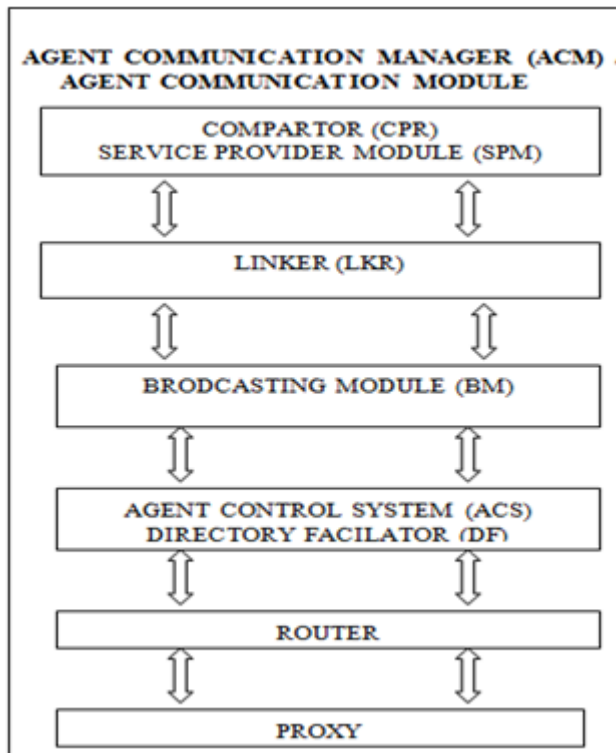 AGENT COMMUNICATION MANAGER (ACM)
AGENT COMMUNICATION MODULE
COMPARTOR (CPR)
SERVICE PROVIDER MODULE (SPM)
LINKER (LKR)
BRODCASTING MODULE (BM)
AGENT CONTROL SYSTEM (ACS)
DIRECTORY FACILATOR (DF)
ROUTER
PROXY